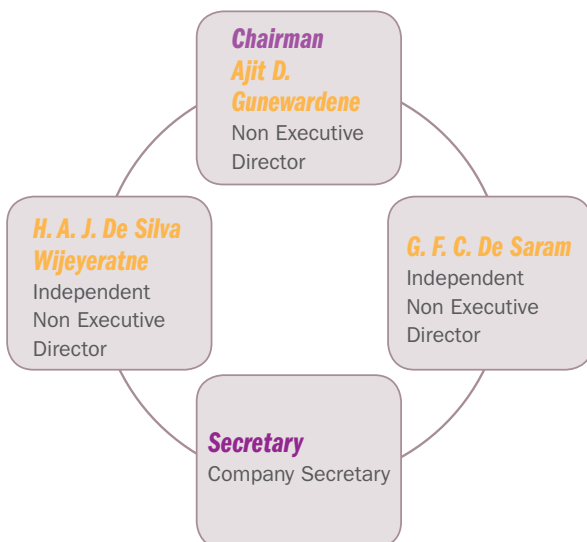 Chairman
Ajit D.
Gunewardene
Non Executive
Director
H. A. J. De Silva
Wijeyeratne
Independent
Non Executive
Director
G. F. C. De Saram
Independent
Non Executive
Director
Secretary
Company Secretary